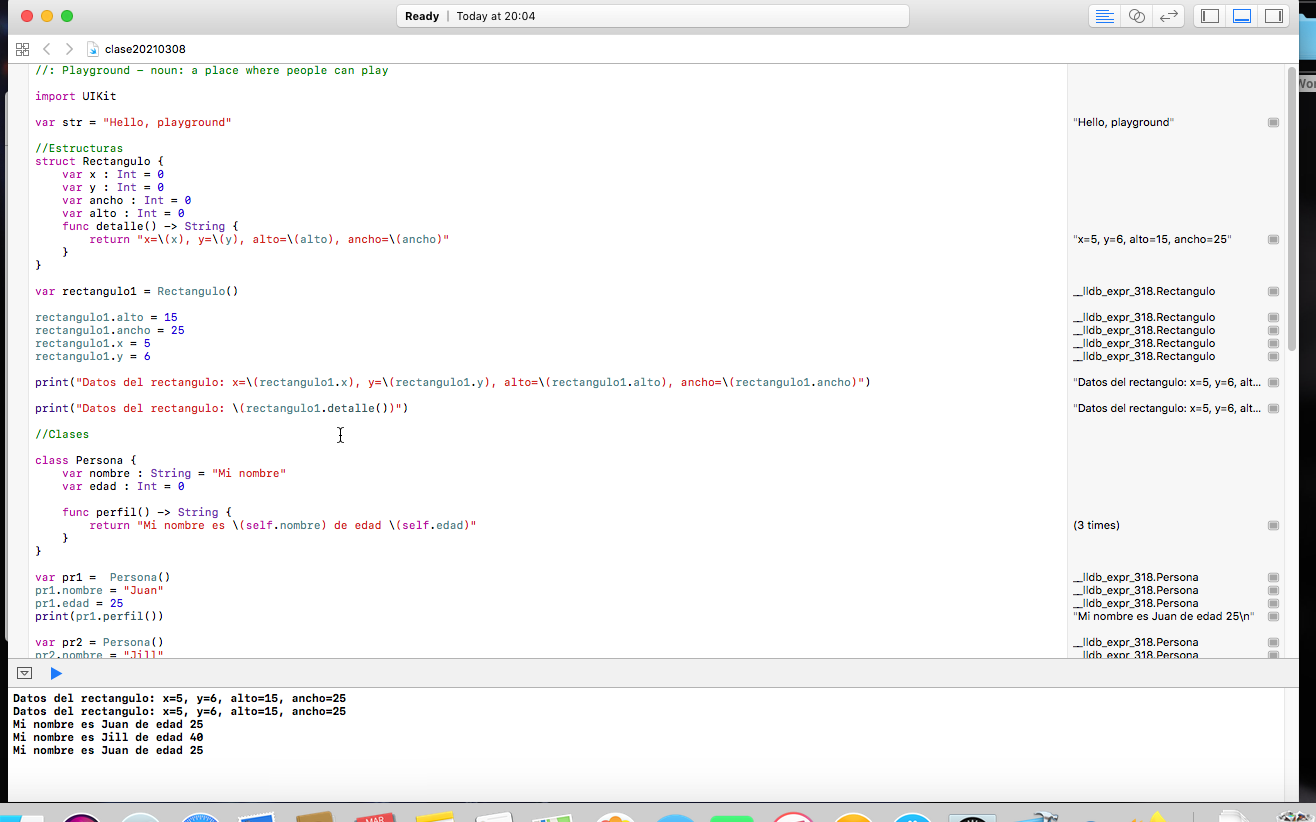 Ready | Today at 20:04
clase20210308
//: Playground - noun: a place where people can play
import UIKit
var str = "Hello, playground"
"Hello, playground"
//Estructuras
struct Rectangulo {
    var x : Int = 0
    var y : Int = 0
    var ancho : Int = 0
    var alto : Int = 0
    func detalle() -> String {
        return "x=\(x), y=\(y), alto=\(alto), ancho=\(ancho)"
"x=5, y=6, alto=15, ancho=25"
    }
}
var rectangulo1 = Rectangulo()
__lldb_expr_318.Rectangulo
rectangulo1.alto = 15
__lldb_expr_318.Rectangulo
rectangulo1.ancho = 25
__lldb_expr_318.Rectangulo
rectangulo1.x = 5
__lldb_expr_318.Rectangulo
rectangulo1.y = 6
__lldb_expr_318.Rectangulo
print("Datos del rectangulo: x=\(rectangulo1.x), y=\(rectangulo1.y), alto=\(rectangulo1.alto), ancho=\(rectangulo1.ancho)")
"Datos del rectangulo: x=5, y=6, alt...
print("Datos del rectangulo: \(rectangulo1.detalle())")
"Datos del rectangulo: x=5, y=6, alt...
//Clases
class Persona {
    var nombre : String = "Mi nombre"
    var edad : Int = 0
    func perfil() -> String {
        return "Mi nombre es \(self.nombre) de edad \(self.edad)"
(3 times)
    }
}
var pr1 =  Persona()
__lldb_expr_318.Persona
pr1.nombre = "Juan"
__lldb_expr_318.Persona
pr1.edad = 25
__lldb_expr_318.Persona
print(pr1.perfil())
"Mi nombre es Juan de edad 25\n"
var pr2 = Persona()
__lldb_expr_318.Persona
pr2.nombre = "Jill"
__lldb_expr_318.Persona
Datos del rectangulo: x=5, y=6, alto=15, ancho=25
Datos del rectangulo: x=5, y=6, alto=15, ancho=25
Mi nombre es Juan de edad 25
Mi nombre es Jill de edad 40
Mi nombre es Juan de edad 25
MAR